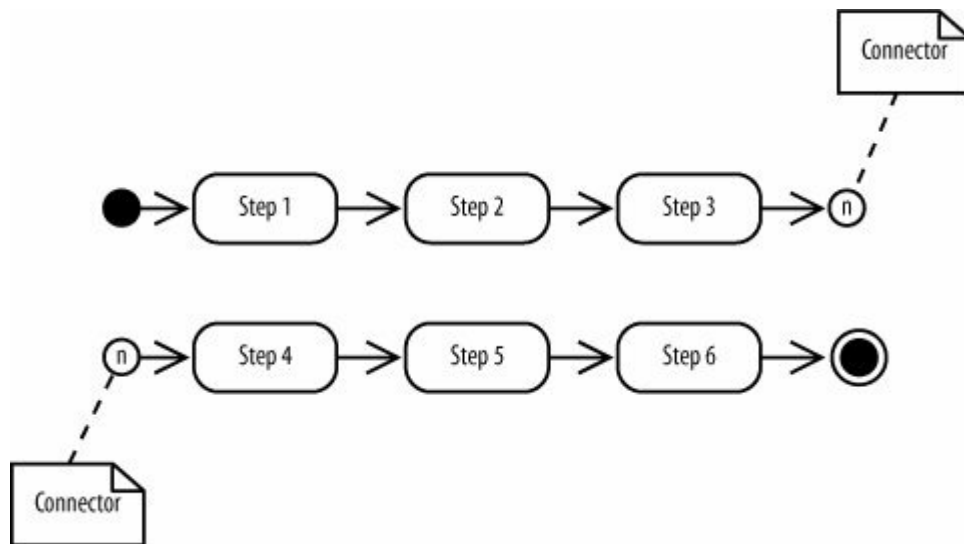 Connector
Step 1
Step 2
Step 3
n
n
Step 4
Step 5
Step 6
Connector